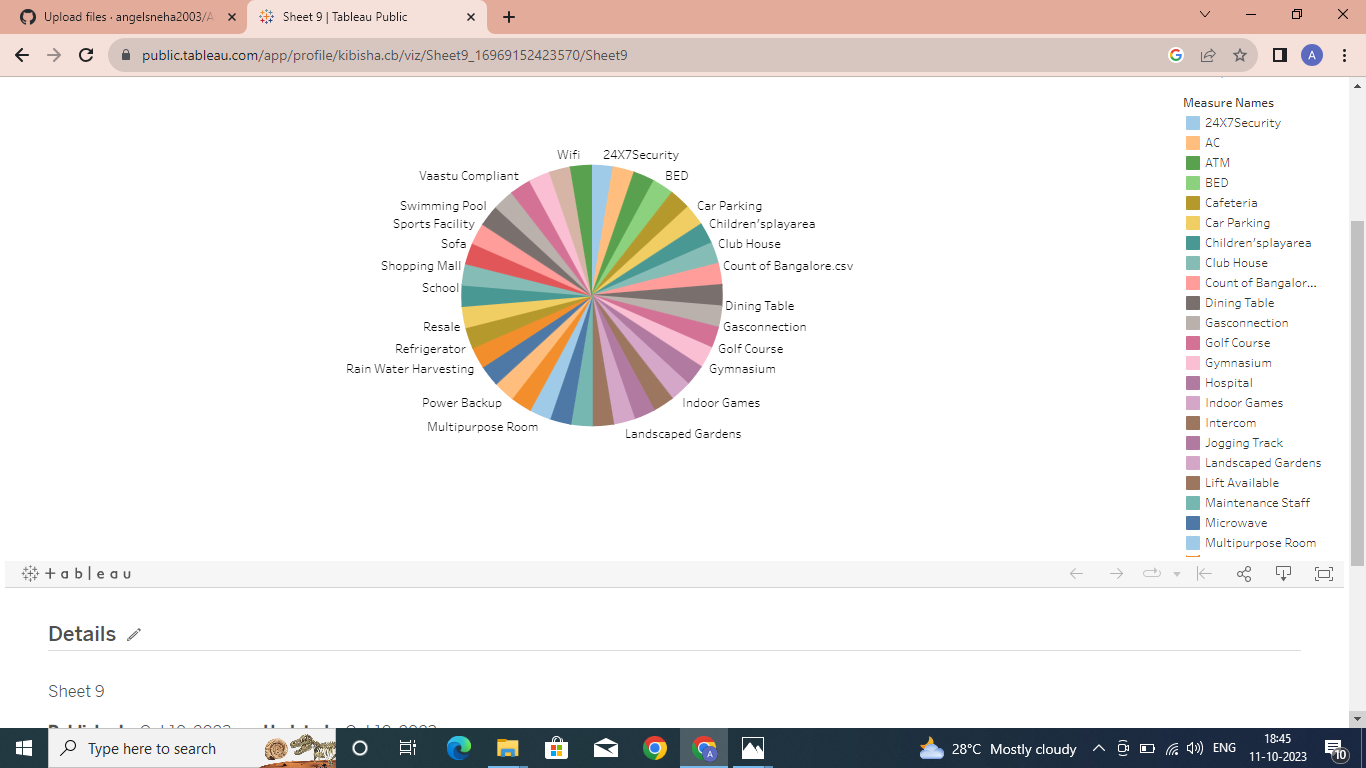 Upload files · angelsneha2003/A
Sheet 9 | Tableau Public
public.tableau.com/app/profile/kibisha.cb/viz/Sheet9_16969152423570/Sheet9
A
Wifi
24X7Security
Vaastu Compliant
BED
Swimming Pool
Car Parking
Sports Facility
Children'splayarea
Sofa
Club House
Shopping Mall
Count of Bangalore.csv
School
Dining Table
Resale
Gasconnection
Refrigerator
Golf Course
Rain Water Harvesting
Gymnasium
Power Backup
Indoor Games
Multipurpose Room
Landscaped Gardens
Measure Names
24X7Security
AC
ATM
BED
Cafeteria
Car Parking
Children'splayarea
Club House
Count of Bangalor...
Dining Table
Gasconnection
Golf Course
Gymnasium
Hospital
Indoor Games
Intercom
Jogging Track
Landscaped Gardens
Lift Available
Maintenance Staff
Microwave
Multipurpose Room
+ a b l e a u
Details
Sheet 9
Type here to search
28°C Mostly cloudy
ENG
18:45
11-10-2023
10